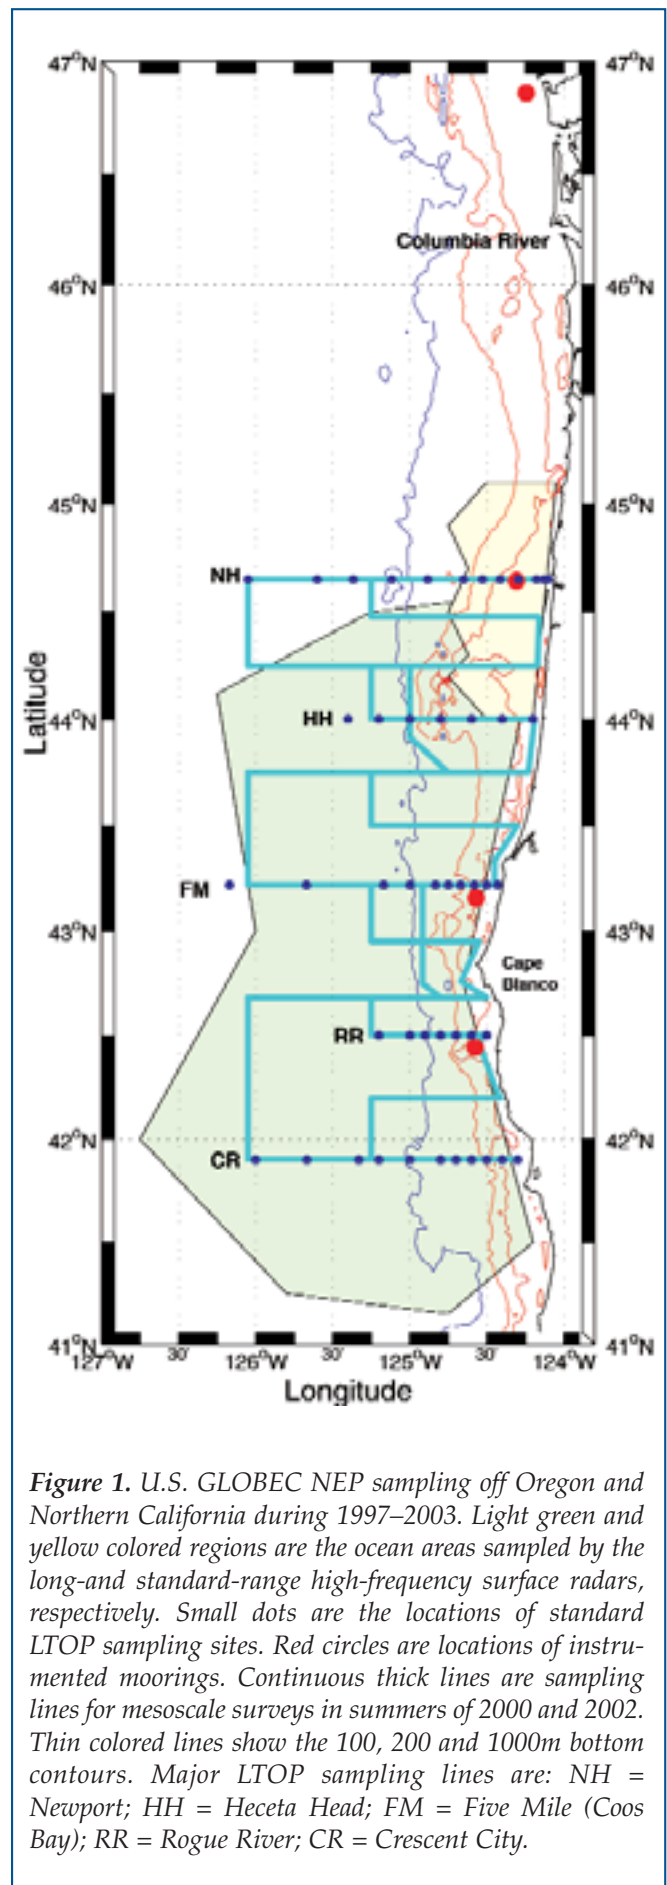 47°N 47°N
Columbia River
46°N 46°N
45°N 45°N
NH
Latitude
44°N HH 44°N
FM
43°N 43°N
Cape
Blanco
RR
42°N 42°N
CR
41°N 41°N
127°W 30' 126°W 30' 125°W 30' 124°W
Longitude
Figure 1. U.S. GLOBEC NEP sampling off Oregon and
Northern California during 1997–2003. Light green and
yellow colored regions are the ocean areas sampled by the
long-and standard-range high-frequency surface radars,
respectively. Small dots are the locations of standard
LTOP sampling sites. Red circles are locations of instru-
mented moorings. Continuous thick lines are sampling
lines for mesoscale surveys in summers of 2000 and 2002.
Thin colored lines show the 100, 200 and 1000m bottom
contours. Major LTOP sampling lines are: NH =
Newport; HH = Heceta Head; FM = Five Mile (Coos
Bay); RR = Rogue River; CR = Crescent City.